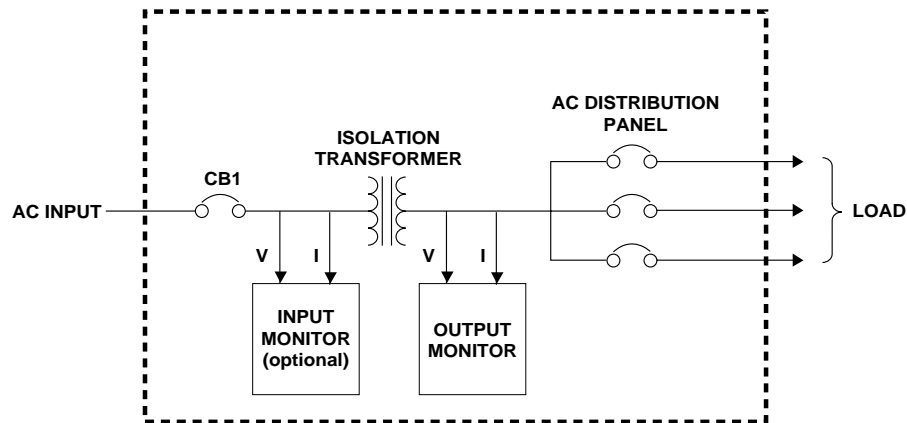 AC DISTRIBUTION
PANEL
ISOLATION
TRANSFORMER
CB1
AC INPUT
LOAD
V
I
V
I
INPUT
MONITOR
(optional)
OUTPUT
MONITOR